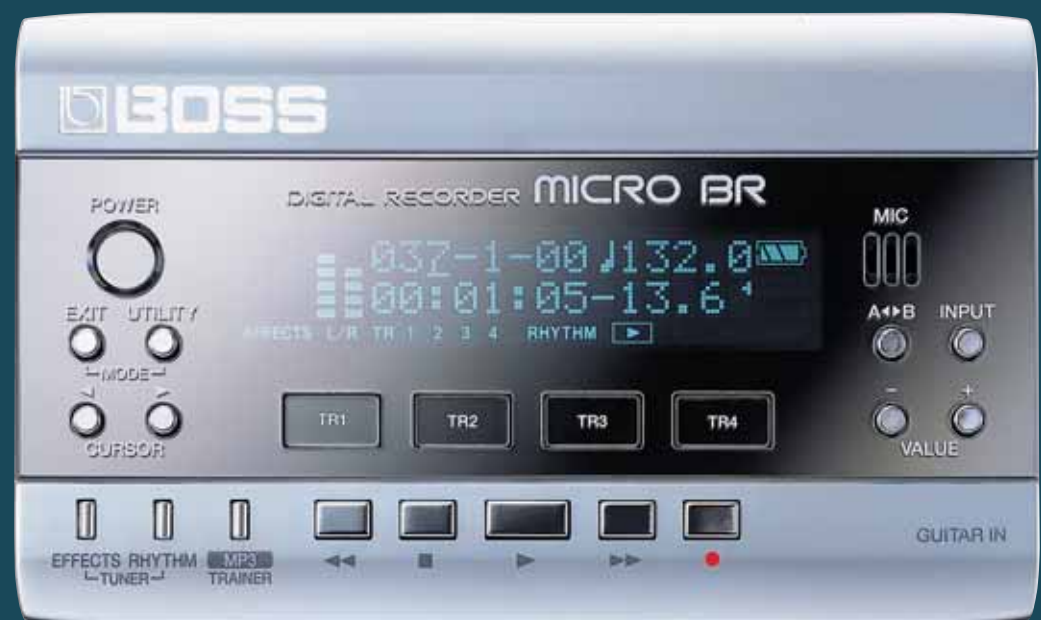 BOSS
DIGITAL RECORDER MICRO BR
POWER
MIC
037-1-00 ♩132.0
00:01:05-13.6
EFFECTS L/R TR 1 2 3 4 RHYTHM
EXIT UTILITY
MODE
CURSOR
TR1 TR2 TR3 TR4
A◂▸B INPUT
- +
VALUE
EFFECTS RHYTHM MP3
TUNER TRAINER
GUITAR IN